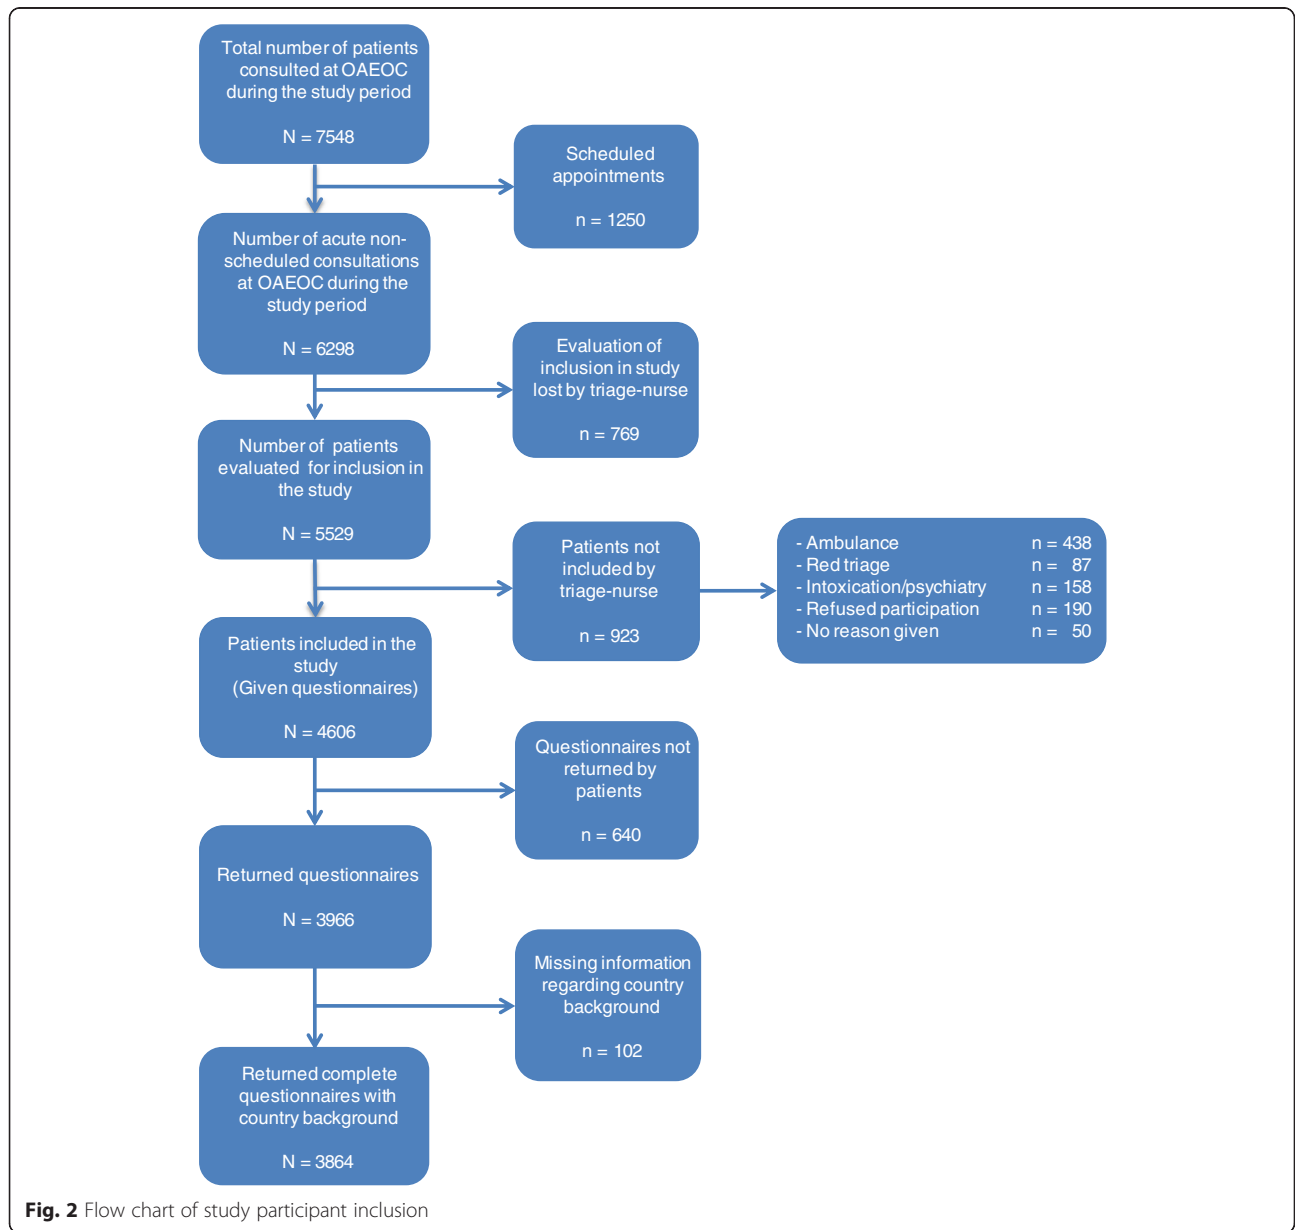 Total number of patients
consulted at OAEOC
during the study period
N = 7548
Scheduled
appointments
n = 1250
Number of acute non-
scheduled consultations
at OAEOC during the
study period
N = 6298
Evaluation of
inclusion in study
lost by triage-nurse
n = 769
Number of patients
evaluated for inclusion in
the study
N = 5529
Patients not
included by
triage-nurse
n = 923
- Ambulance n = 438
- Red triage n = 87
- Intoxication/psychiatry n = 158
- Refused participation n = 190
- No reason given n = 50
Patients included in the
study
(Given questionnaires)
N = 4606
Questionnaires not
returned by
patients
n = 640
Returned questionnaires
N = 3966
Missing information
regarding country
background
n = 102
Returned complete
questionnaires with
country background
N = 3864
Fig. 2 Flow chart of study participant inclusion